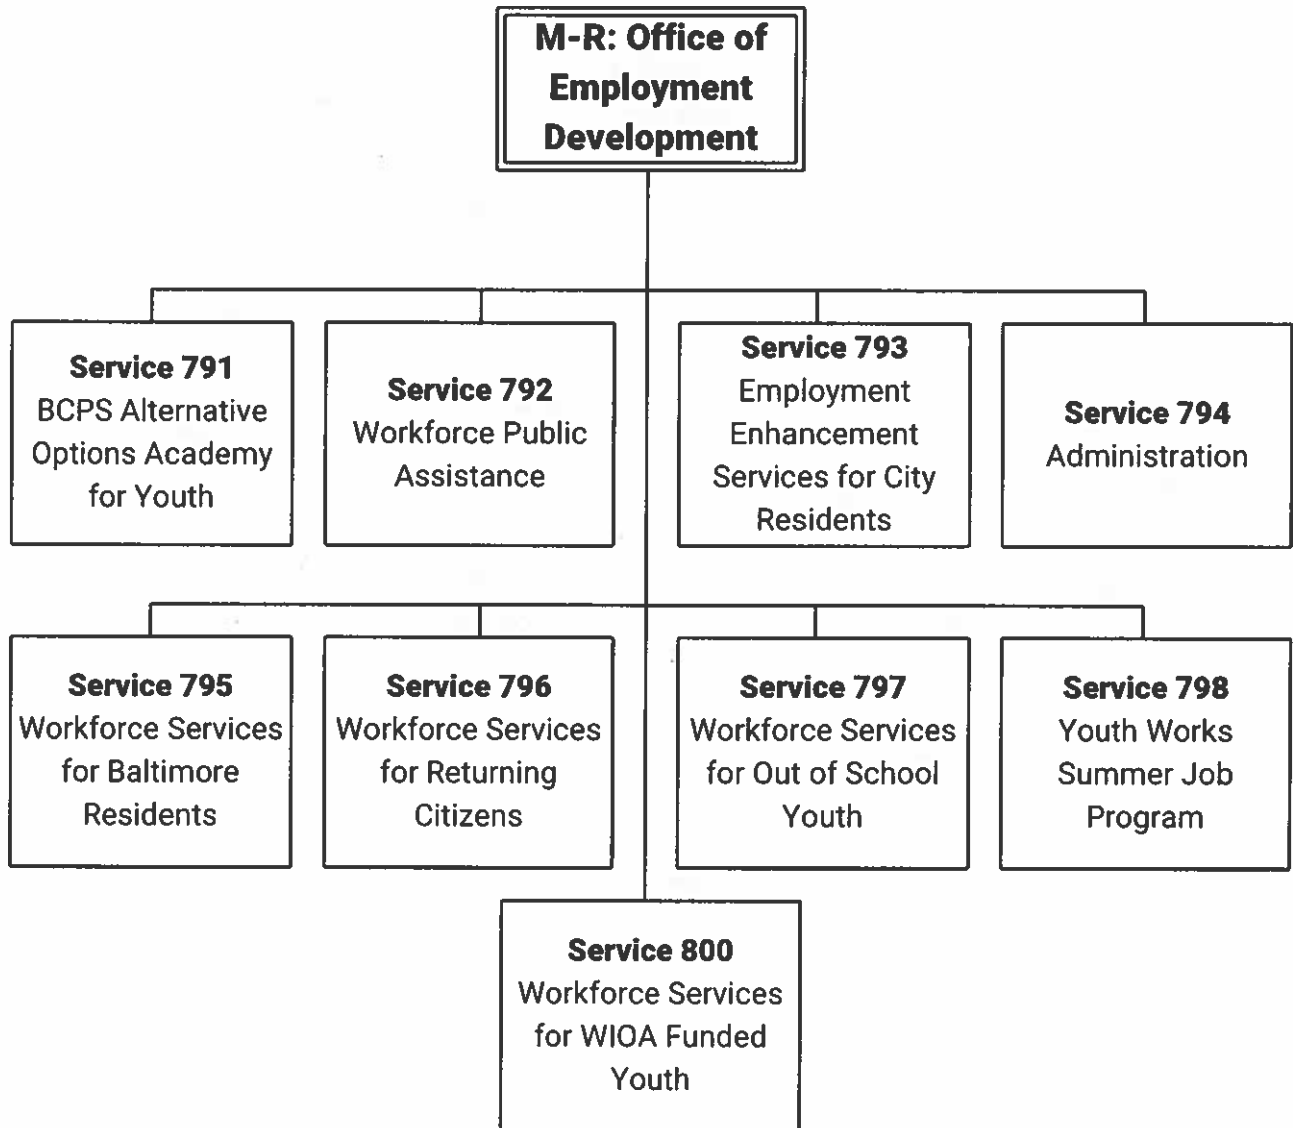 M-R: Office of
Employment
Development
Service 791
BCPS Alternative
Options Academy
for Youth
Service 792
Workforce Public
Assistance
Service 793
Employment
Enhancement
Services for City
Residents
Service 794
Administration
Service 795
Workforce Services
for Baltimore
Residents
Service 796
Workforce Services
for Returning
Citizens
Service 797
Workforce Services
for Out of School
Youth
Service 798
Youth Works
Summer Job
Program
Service 800
Workforce Services
for WIOA Funded
Youth